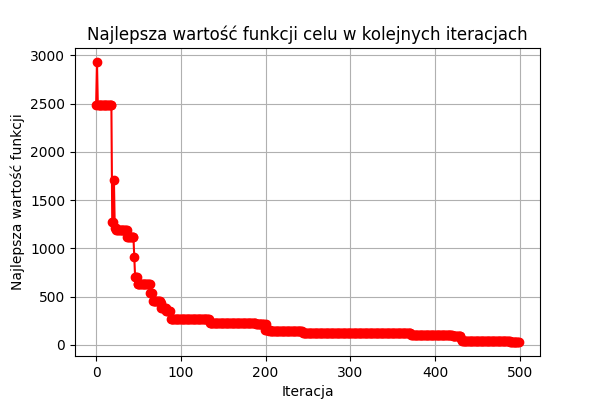 Najlepsza wartość funkcji celu w kolejnych iteracjach
Najlepsza wartość funkcji
3000
2500
2000
1500
1000
500
0
0 100 200 300 400 500
Iteracja